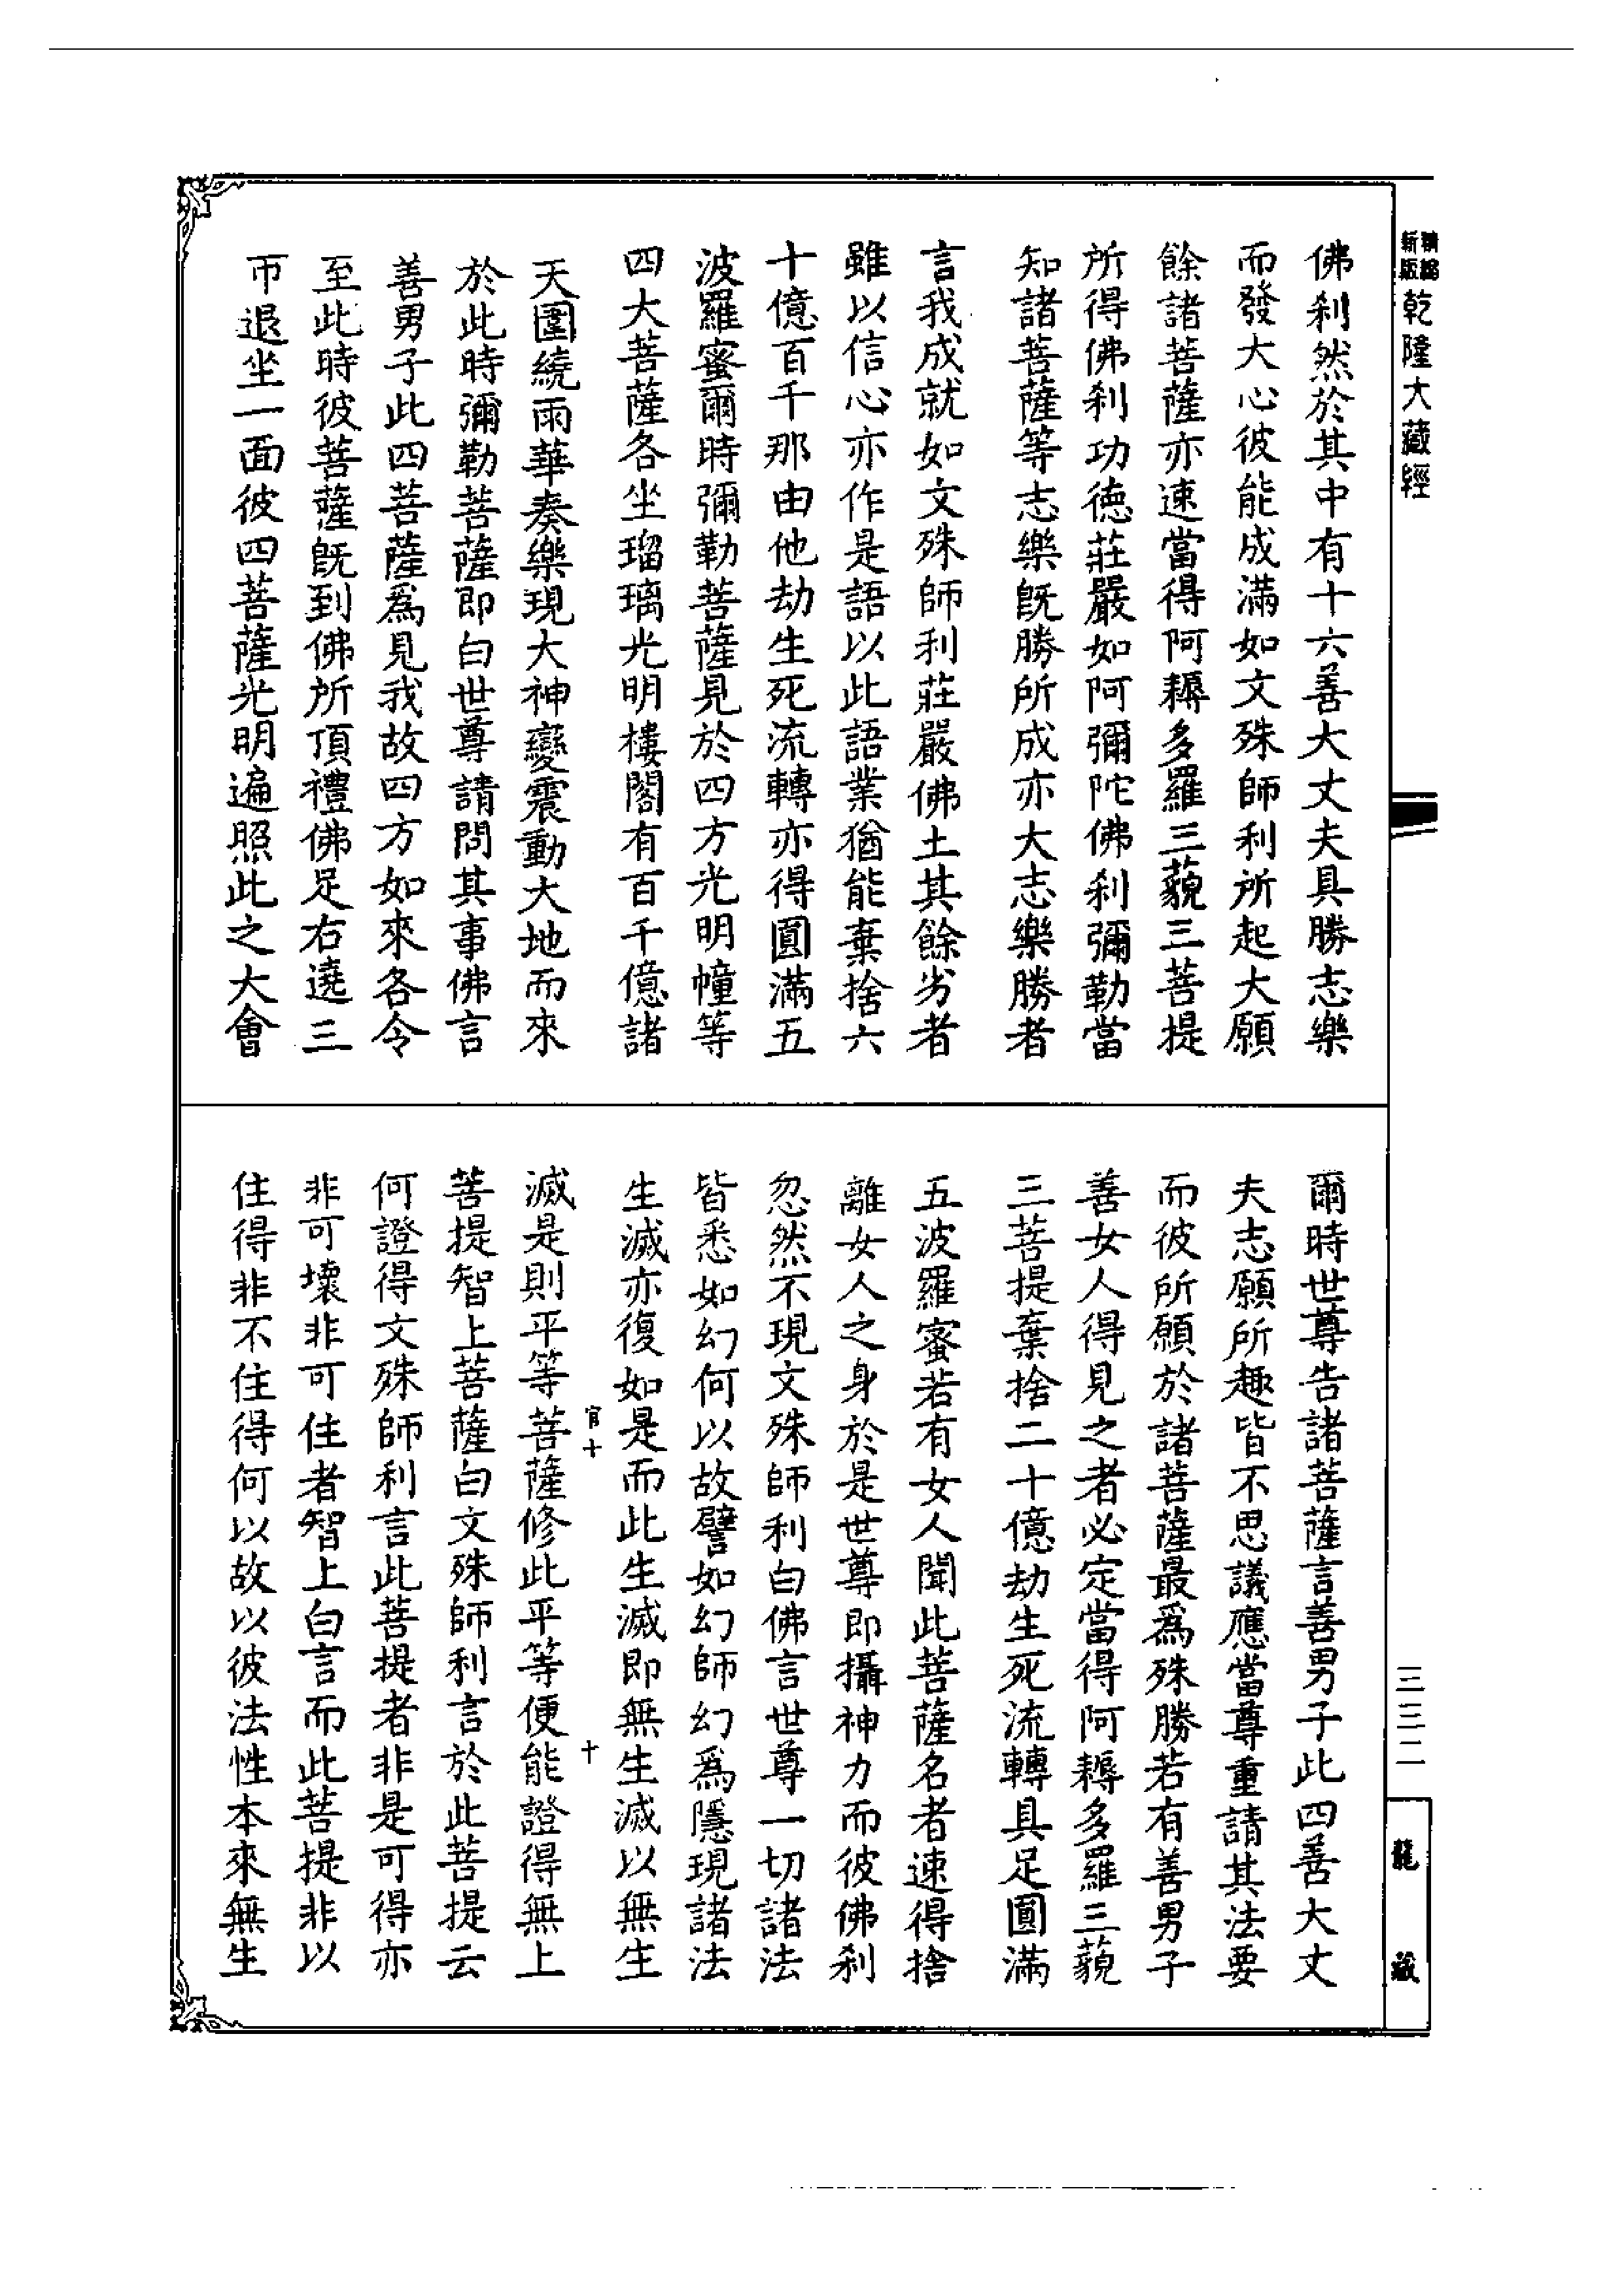 精縮
新版
乾隆大藏經
佛刹然於其中有十六善大丈夫具勝志樂
而發大心彼能成滿如文殊師利所起大願
餘諸菩薩亦速當得阿耨多羅三藐三菩提
所得佛刹功德莊嚴如阿彌陀佛刹彌勒當
知諸菩薩等志樂旣勝所成亦大志樂勝者
言我成就如文殊師利莊嚴佛土其餘劣者
雖以信心亦作是語以此語業猶能棄捨六
十億百千那由他劫生死流轉亦得圓滿五
波羅蜜爾時彌勒菩薩見於四方光明幢等
四大菩薩各坐瑠璃光明樓閣有百千億諸
天圍繞雨華奏樂現大神變震動大地而來
於此時彌勒菩薩即白世尊請問其事佛言
善男子此四菩薩爲見我故四方如來各令
至此時彼菩薩旣到佛所頂禮佛足右遶三
帀退坐一面彼四菩薩光明遍照此之大會
爾時世尊告諸菩薩言善男子此四善大丈
夫志願所趣皆不思議應當尊重請其法要
而彼所願於諸菩薩最爲殊勝若有善男子
善女人得見之者必定當得阿耨多羅三藐
三菩提棄捨二十億劫生死流轉具足圓滿
五波羅蜜若有女人聞此菩薩名者速得捨
離女人之身於是世尊即攝神力而彼佛刹
忽然不現文殊師利白佛言世尊一切諸法
皆悉如幻何以故譬如幻師幻爲隱現諸法
生滅亦復如是而此生滅即無生滅以無生
官十
十
滅是則平等菩薩修此平等便能證得無上
菩提智上菩薩白文殊師利言於此菩提云
何證得文殊師利言此菩提者非是可得亦
非可壞非可住者智上白言而此菩提非以
住得非不住得何以故以彼法性本來無生
三三二
龍藏